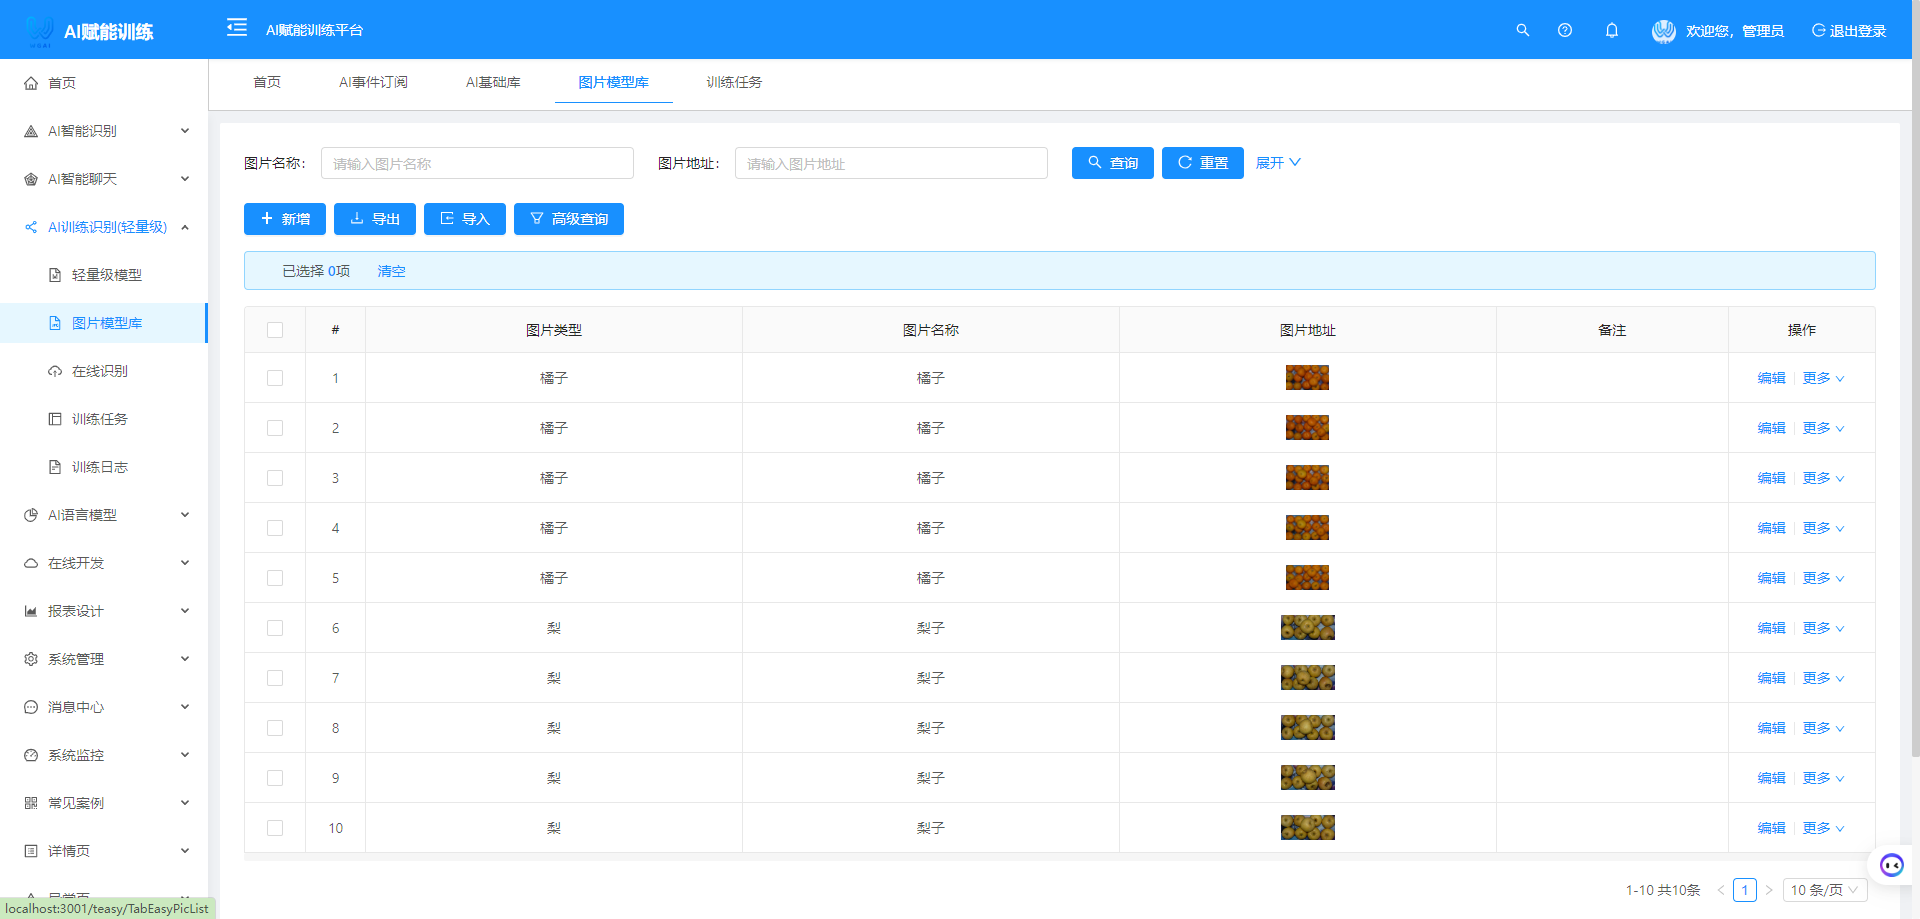 AI赋能训练
AI赋能训练平台
欢迎您，管理员
退出登录
首页
AI智能识别
AI智能聊天
AI训练识别(轻量级)
轻量级模型
图片模型库
在线识别
训练任务
训练日志
AI语言模型
在线开发
报表设计
系统管理
消息中心
系统监控
常见案例
详情页
localhost:3001/teasy/TabEasyPicList
首页 AI事件订阅 AI基础库 图片模型库 训练任务
图片名称： 请输入图片名称 图片地址： 请输入图片地址 查询 重置 展开
新增 导出 导入 高级查询
已选择 0项 清空
# 图片类型 图片名称 图片地址 备注 操作
1 橘子 橘子 编辑 更多
2 橘子 橘子 编辑 更多
3 橘子 橘子 编辑 更多
4 橘子 橘子 编辑 更多
5 橘子 橘子 编辑 更多
6 梨 梨子 编辑 更多
7 梨 梨子 编辑 更多
8 梨 梨子 编辑 更多
9 梨 梨子 编辑 更多
10 梨 梨子 编辑 更多
1-10 共10条 1 10 条/页